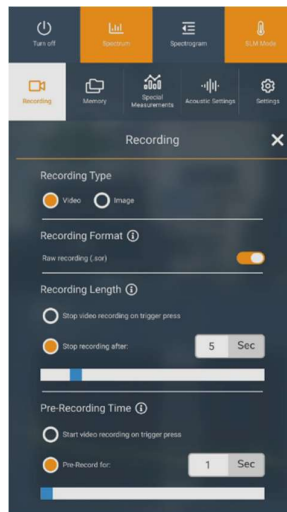 Turn off
Spectrum
Spectrogram
SLM Mode
Recording
Memory
Special
Measurements
Acoustic Settings
Settings
Recording
Recording Type
Video
Image
Recording Format
Raw recording (.sor)
Recording Length
Stop video recording on trigger press
Stop recording after:
5 Sec
Pre-Recording Time
Start video recording on trigger press
Pre-Record for:
1 Sec